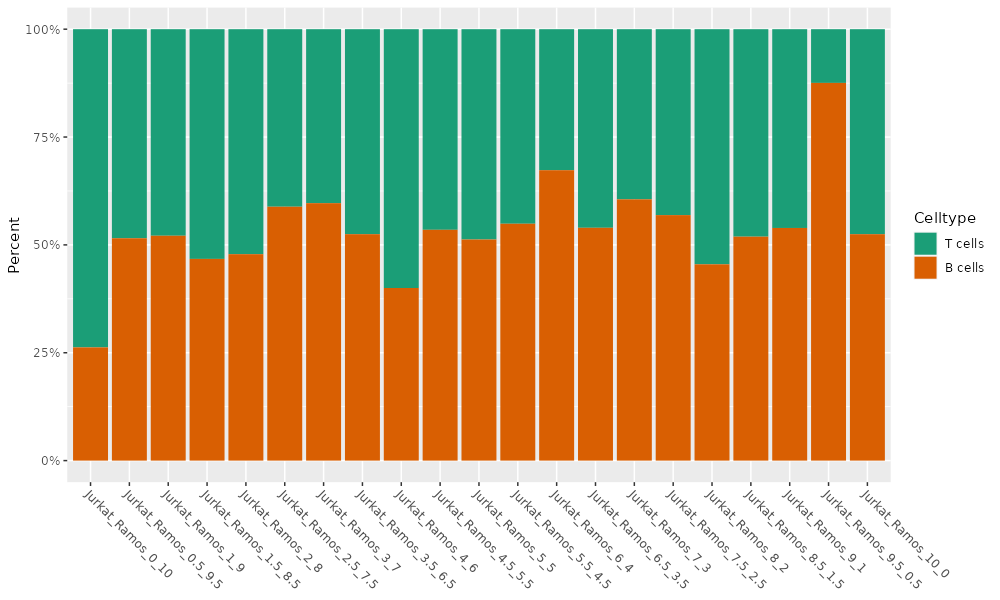 100%
75%
50%
25%
0%
Percent
Jurkat_Ramos_0_10
Jurkat_Ramos_0.5_9.5
Jurkat_Ramos_1_9
Jurkat_Ramos_1.5_8.5
Jurkat_Ramos_2_8
Jurkat_Ramos_2.5_7.5
Jurkat_Ramos_3_7
Jurkat_Ramos_3.5_6.5
Jurkat_Ramos_4_6
Jurkat_Ramos_4.5_5.5
Jurkat_Ramos_5_5
Jurkat_Ramos_5.5_4.5
Jurkat_Ramos_6_4
Jurkat_Ramos_6.5_3.5
Jurkat_Ramos_7_3
Jurkat_Ramos_7.5_2.5
Jurkat_Ramos_8_2
Jurkat_Ramos_8.5_1.5
Jurkat_Ramos_9_1
Jurkat_Ramos_9.5_0.5
Jurkat_Ramos_10_0
Celltype
T cells
B cells